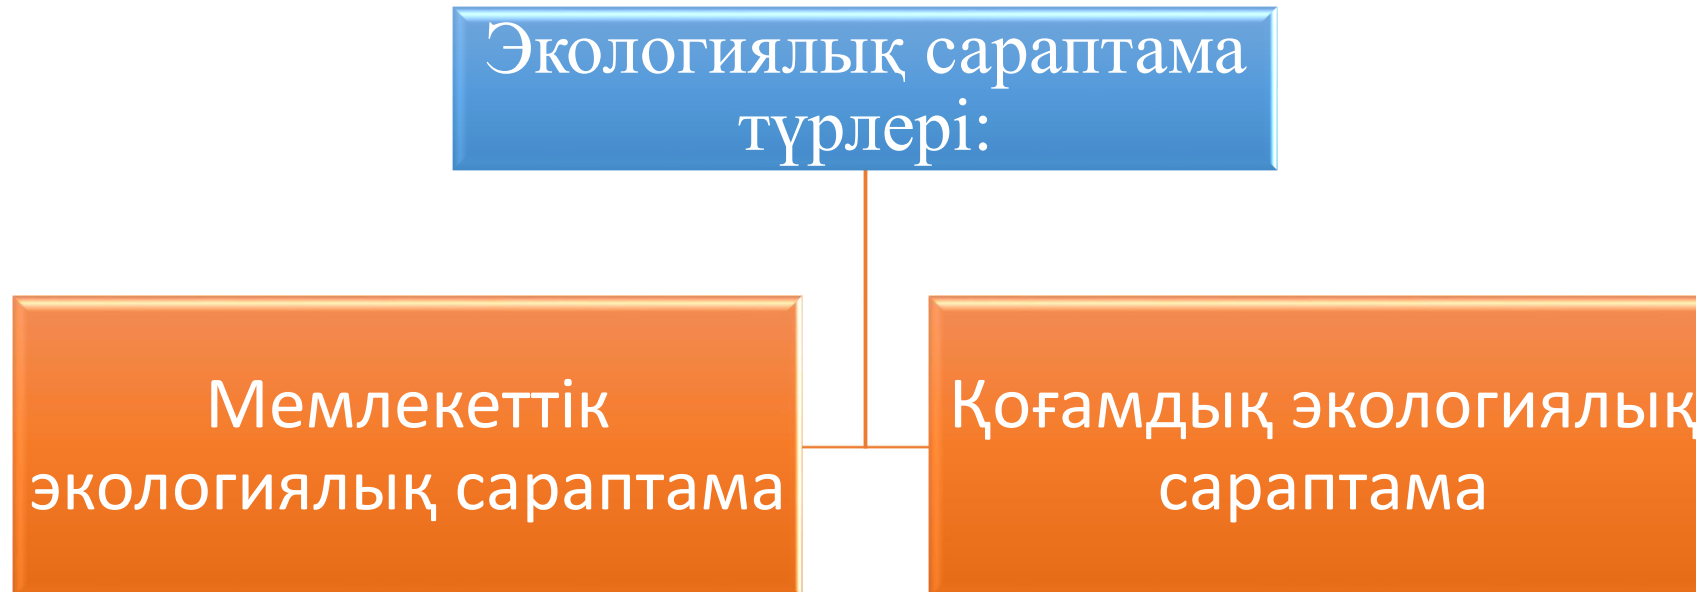 Экологиялық сараптама
түрлері:
Мемлекеттік
экологиялық сараптама
Қоғамдық экологиялық
сараптама